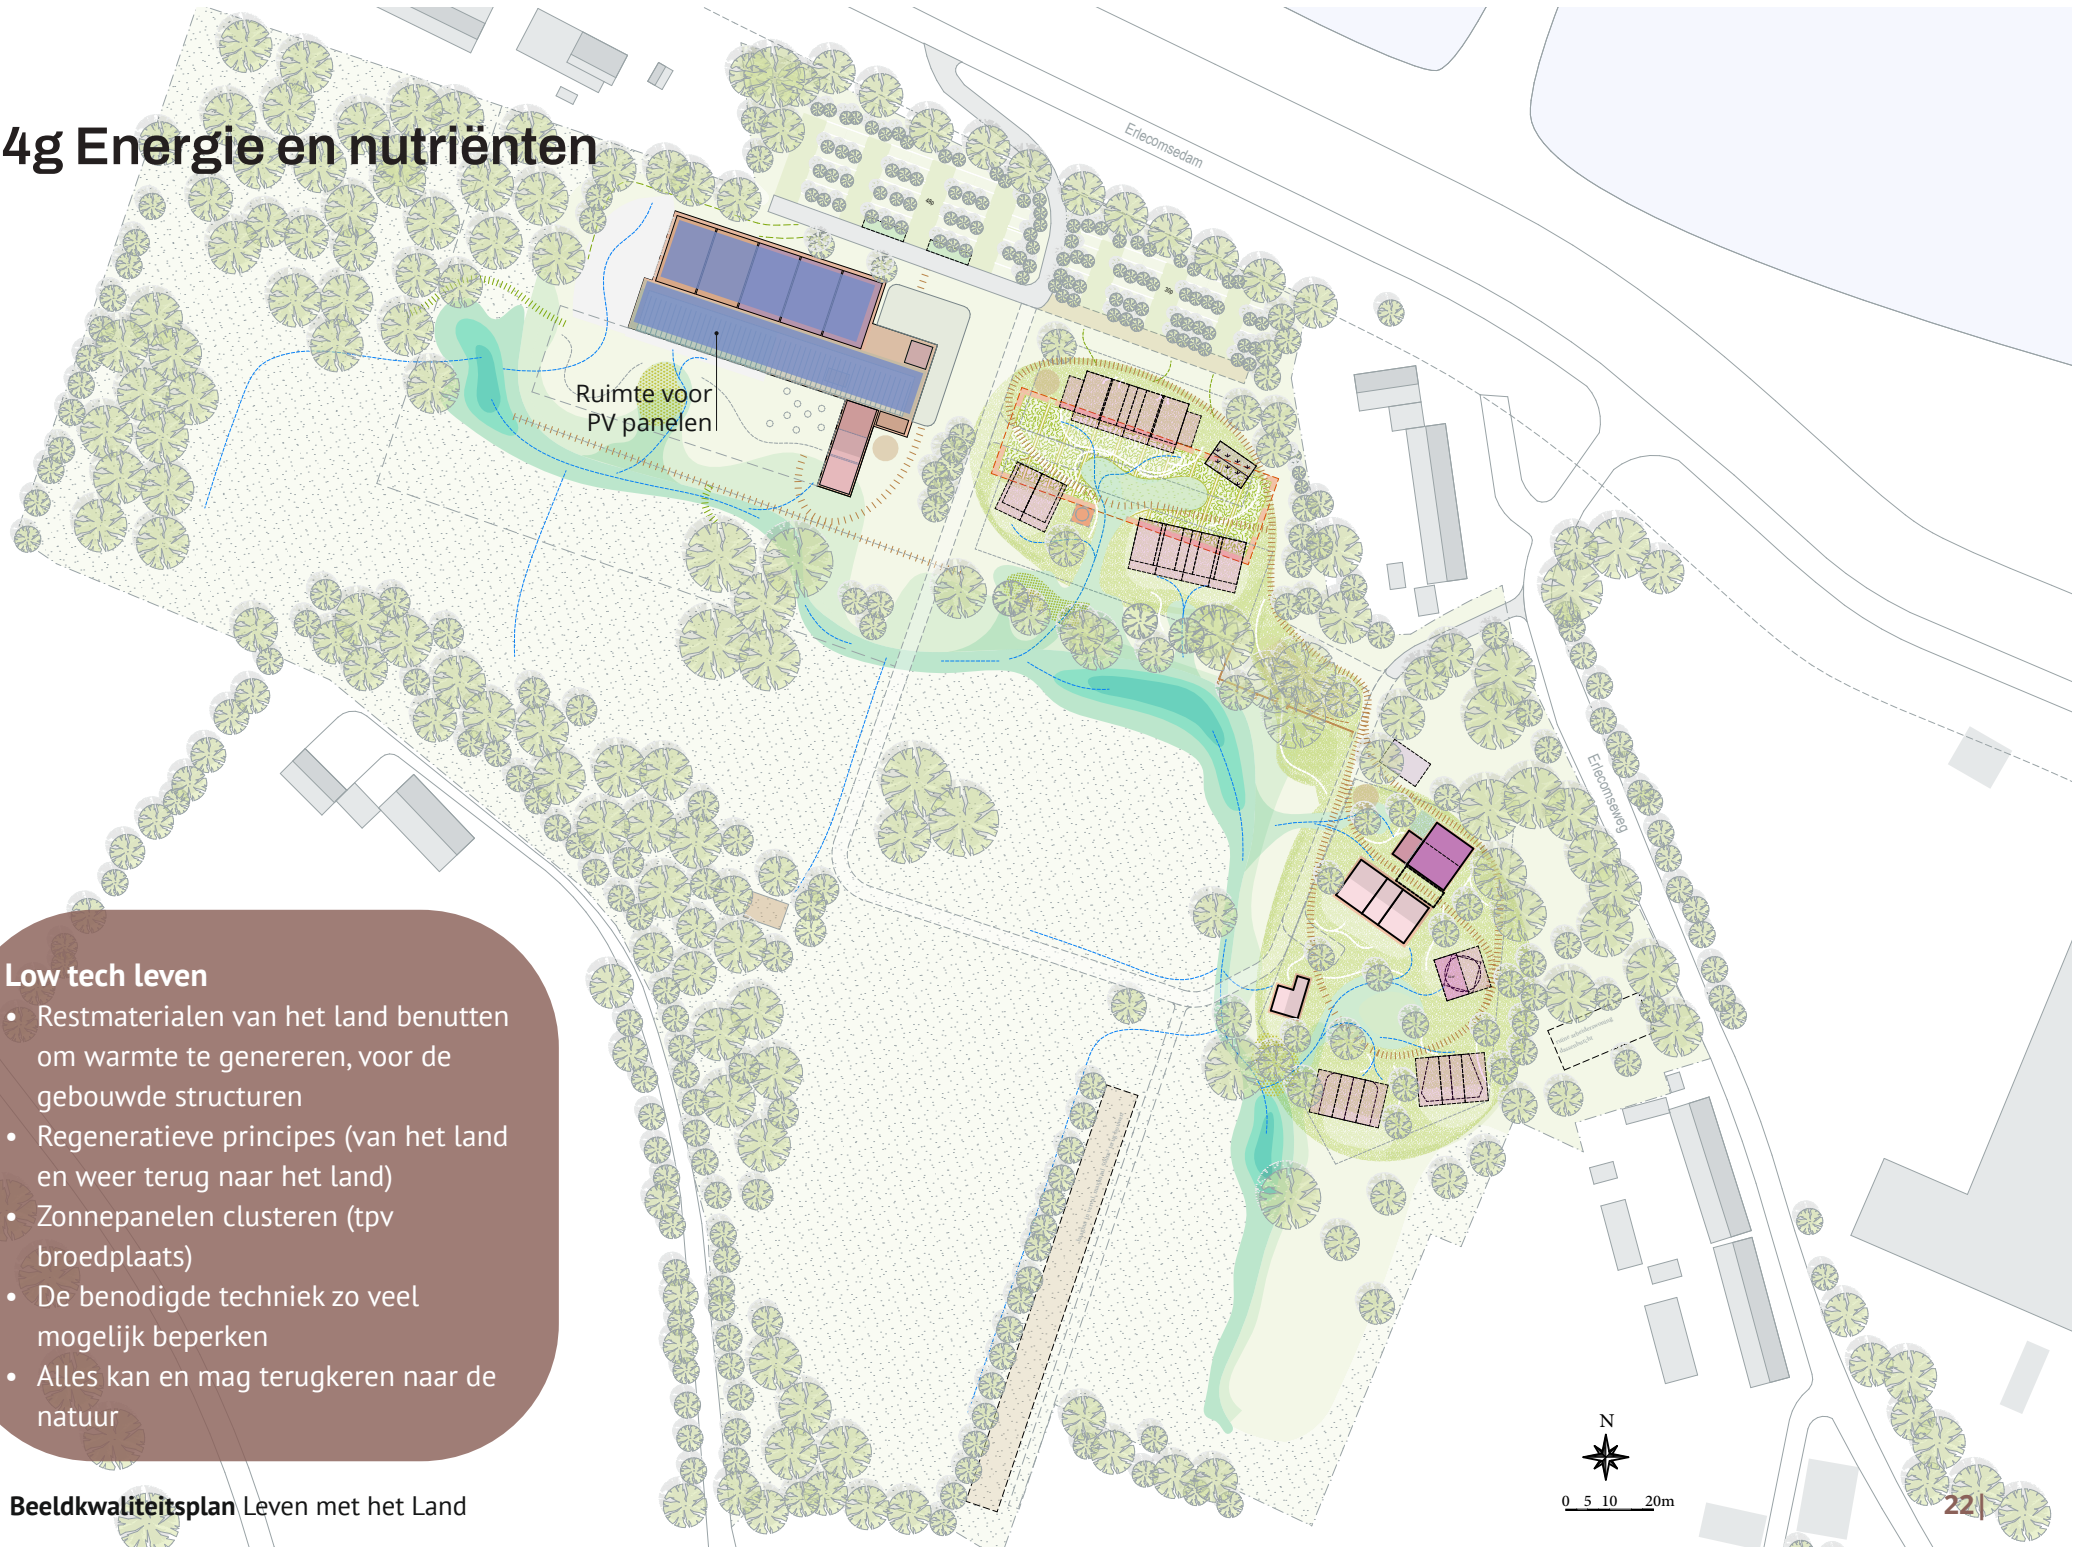 4g Energie en nutriënten
Erlecomsedam
Ruimte voor
PV panelen
Erlecomseweg
Low tech leven
• Restmaterialen van het land benutten
om warmte te genereren, voor de
gebouwde structuren
• Regeneratieve principes (van het land
en weer terug naar het land)
• Zonnepanelen clusteren (tpv
broedplaats)
• De benodigde techniek zo veel
mogelijk beperken
• Alles kan en mag terugkeren naar de
natuur
N
0 5 10 20m
Beeldkwaliteitsplan Leven met het Land
22|